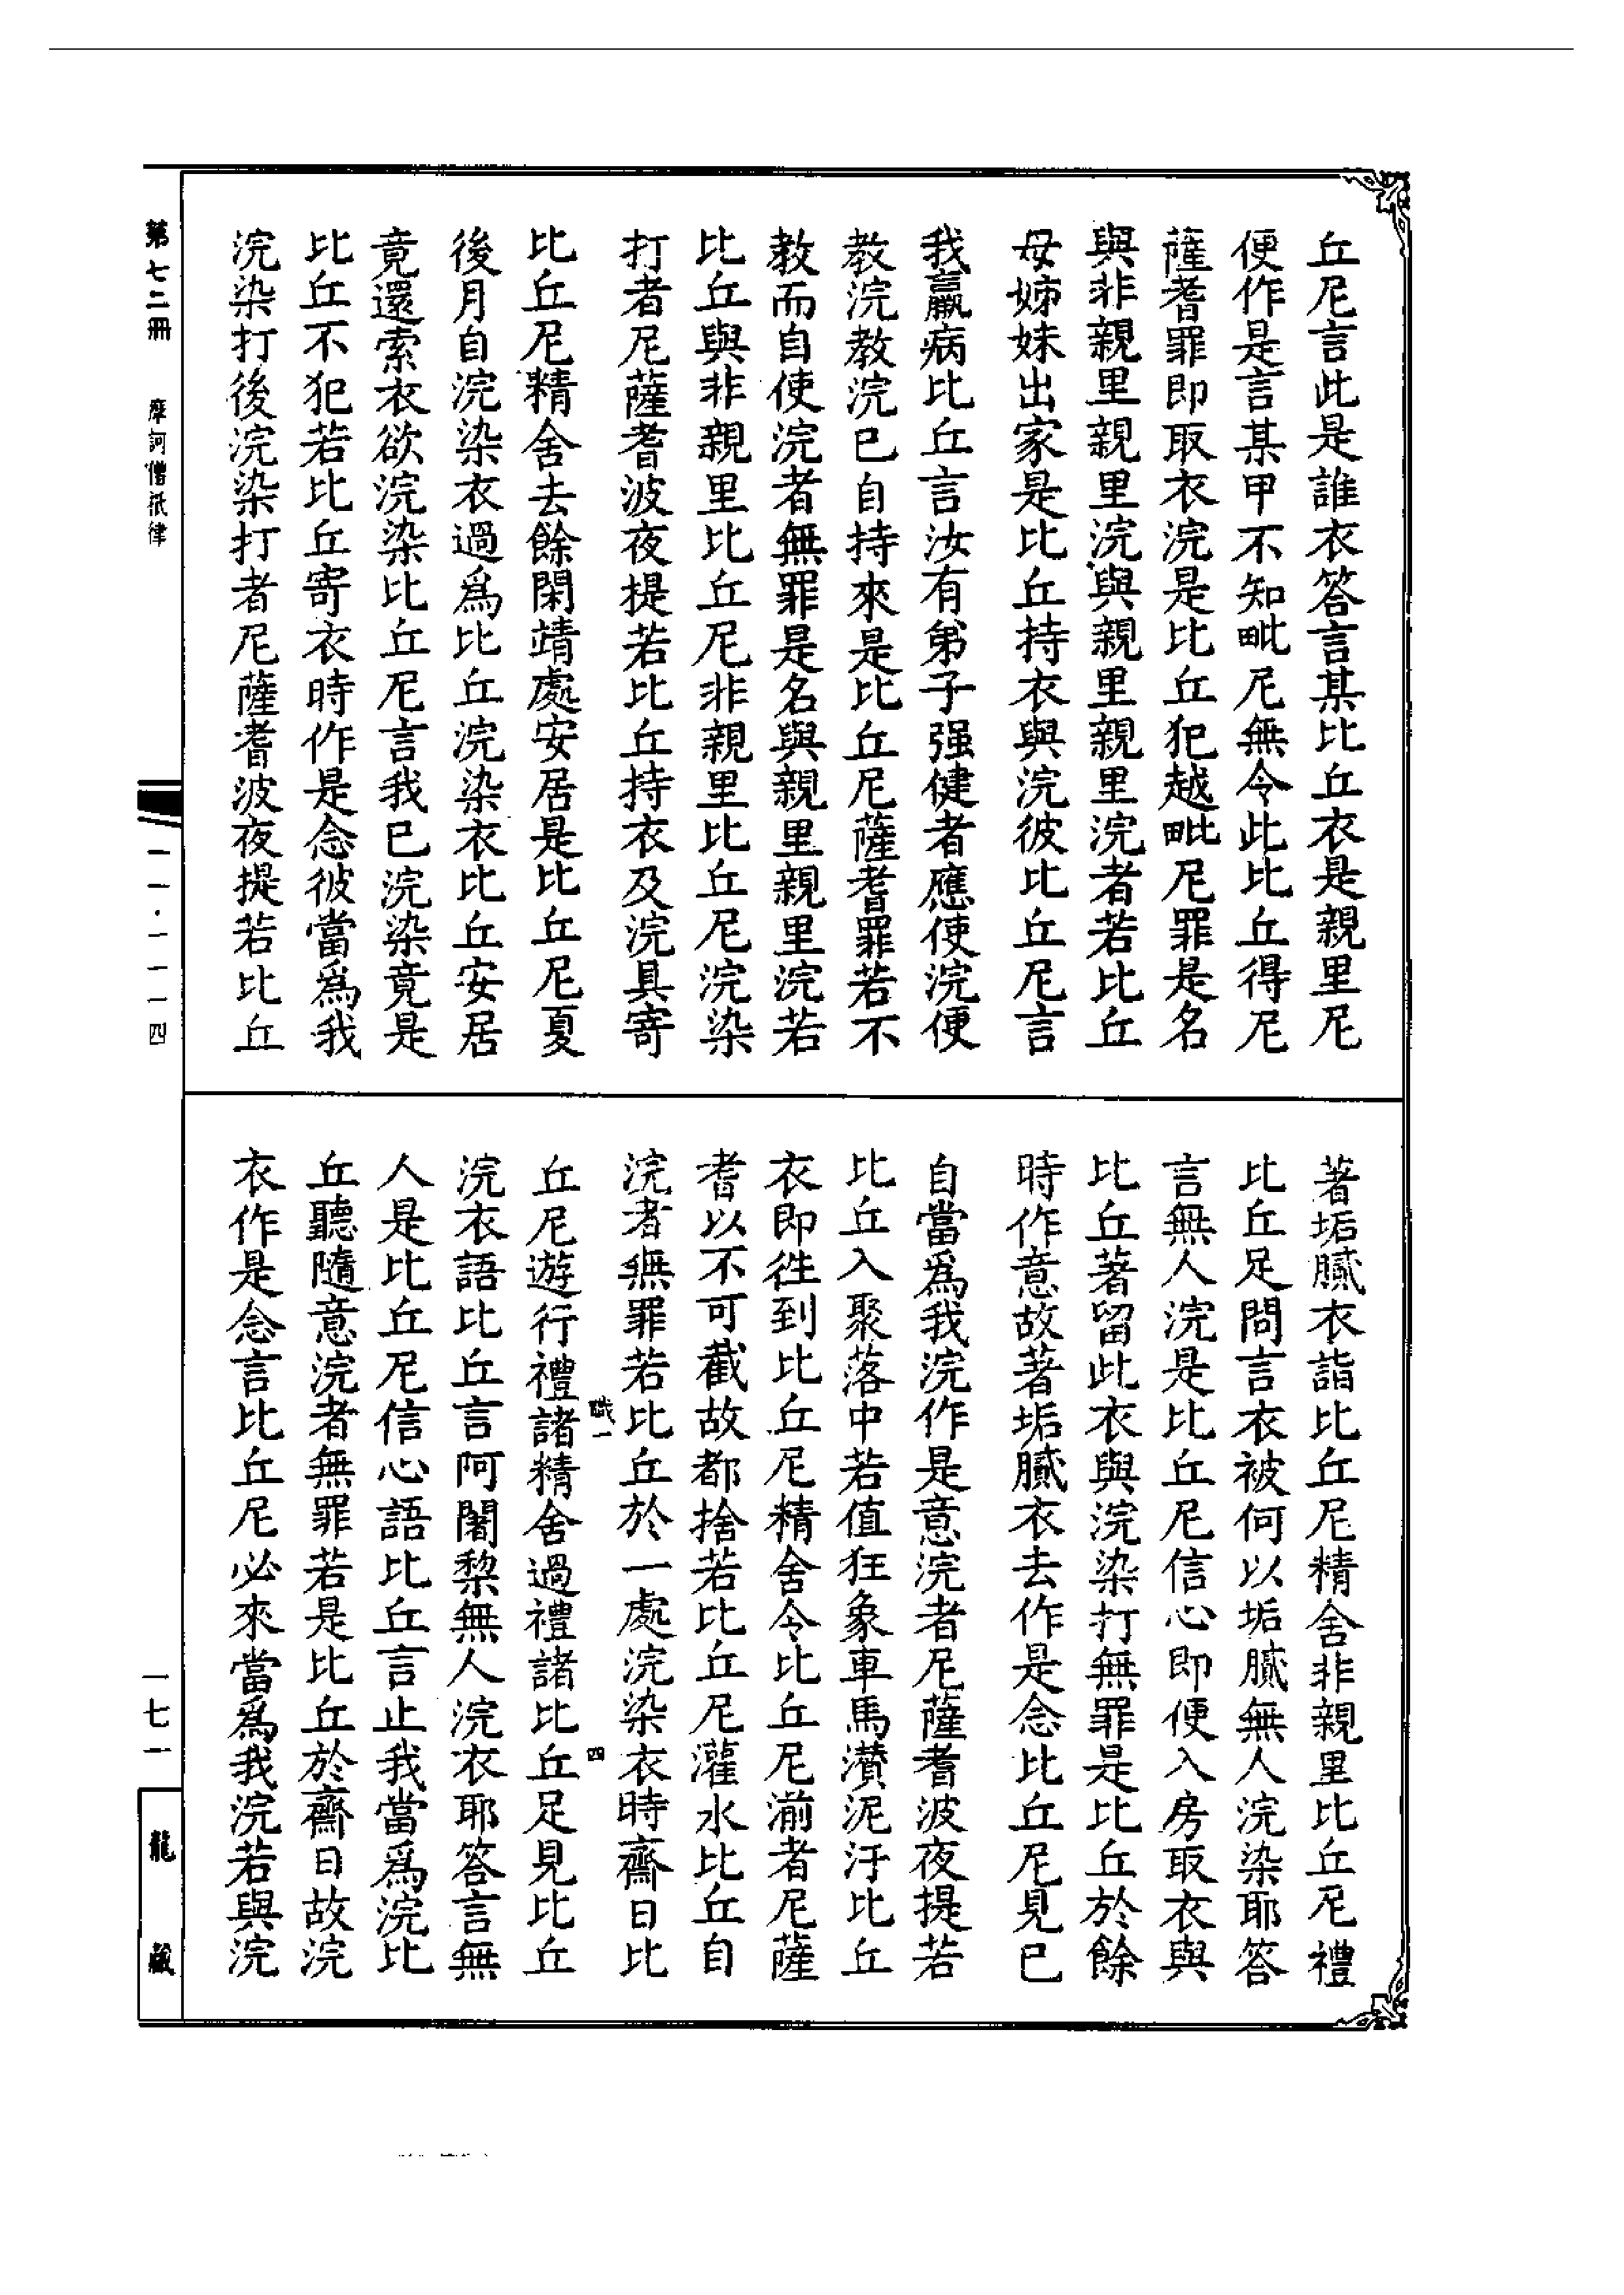 丘尼言此是誰衣答言某比丘衣是親里尼
便作是言某甲不知毗尼無令此比丘得尼
薩耆罪即取衣浣是比丘犯越毗尼罪是名
與非親里親里浣與親里親里浣者若比丘
母姊妹出家是比丘持衣與浣彼比丘尼言
我羸病比丘言汝有弟子强健者應使浣便
教浣教浣已自持來是比丘尼薩耆罪若不
教而自使浣者無罪是名與親里親里浣若
比丘與非親里比丘尼非親里比丘尼浣染
打者尼薩耆波夜提若比丘持衣及浣具寄
比丘尼精舍去餘閑靖處安居是比丘尼夏
後月自浣染衣過為比丘浣染衣比丘安居
竟還索衣欲浣染比丘尼言我已浣染竟是
比丘不犯若比丘寄衣時作是念彼當為我
浣染打後浣染打者尼薩耆波夜提若比丘
著垢膩衣詣比丘尼精舍非親里比丘尼禮
比丘足問言衣被何以垢膩無人浣染耶答
言無人浣是比丘尼信心即便入房取衣與
比丘著留此衣與浣染打無罪是比丘於餘
時作意故著垢膩衣去作是念比丘尼見已
自當為我浣作是意浣者尼薩耆波夜提若
比丘入聚落中若值狂象車馬濽泥汙比丘
衣即徃到比丘尼精舍令比丘尼湔者尼薩
耆以不可截故都捨若比丘尼灌水比丘自
浣者無罪若比丘於一處浣染衣時齋日比
職一
四
丘尼遊行禮諸精舍過禮諸比丘足見比丘
浣衣語比丘言阿闍黎無人浣衣耶答言無
人是比丘尼信心語比丘言止我當為浣比
丘聽隨意浣者無罪若是比丘於齋日故浣
衣作是念言比丘尼必來當為我浣若與浣
第七二冊
摩訶僧祇律
一一·一一一四
一七一
龍藏